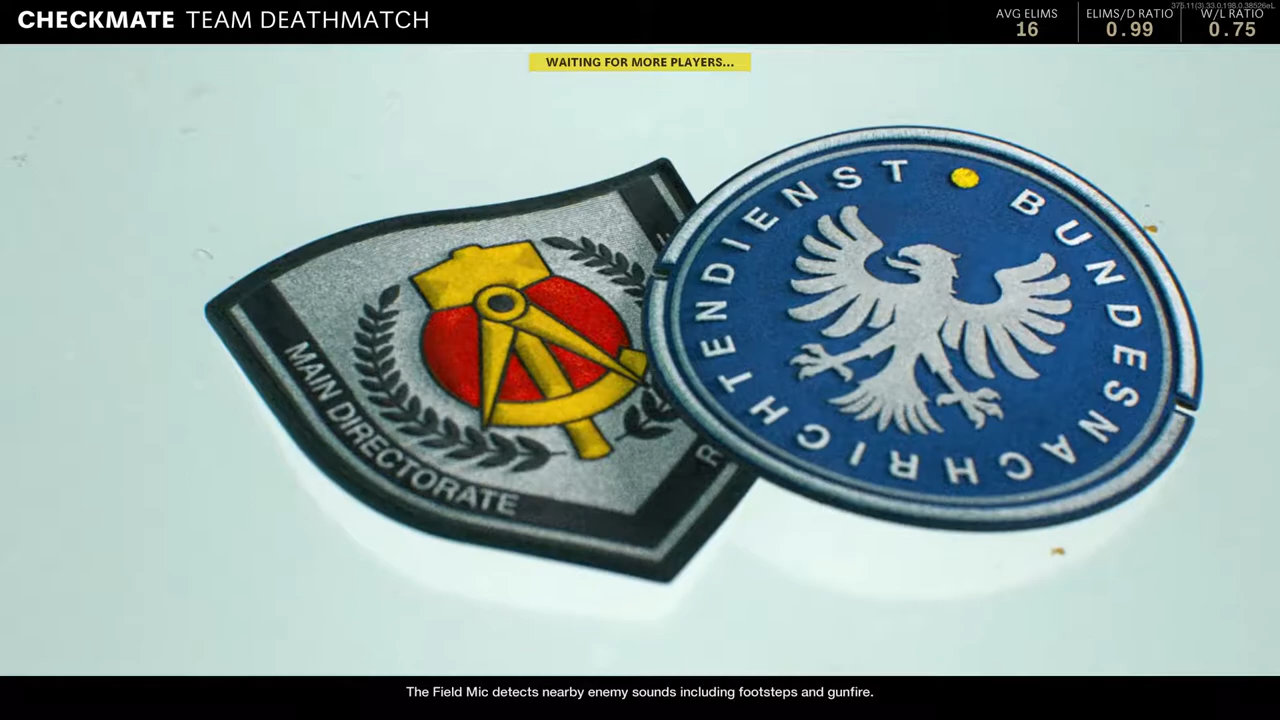 CHECKMATE TEAM DEATHMATCH
AVG ELIMS
16
ELIMS/D RATIO
0.99
W/L RATIO
0.75
WAITING FOR MORE PLAYERS...
BUNDESNACHRICHTENDIENST
MAIN DIRECTORATE
R
The Field Mic detects nearby enemy sounds including footsteps and gunfire.